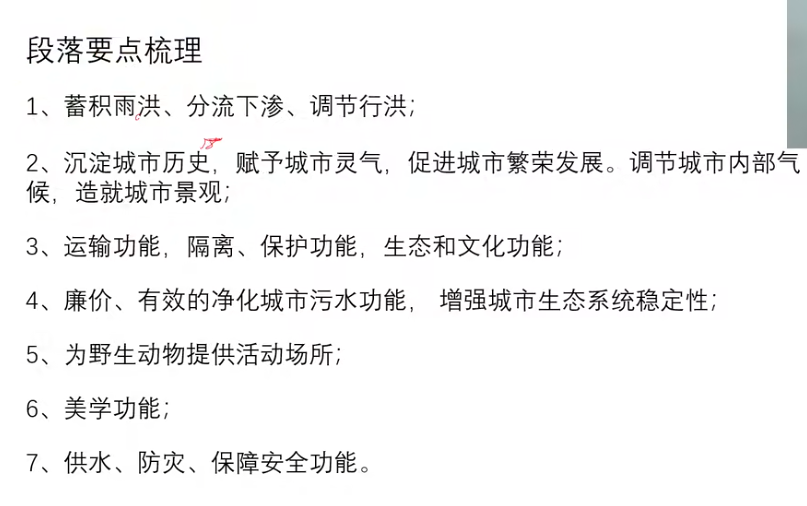 段落要点梳理
1、蓄积雨洪、分流下渗、调节行洪；
2、沉淀城市历史，赋予城市灵气，促进城市繁荣发展。调节城市内部气
候，造就城市景观；
3、运输功能，隔离、保护功能，生态和文化功能；
4、廉价、有效的净化城市污水功能， 增强城市生态系统稳定性；
5、为野生动物提供活动场所；
6、美学功能；
7、供水、防灾、保障安全功能。